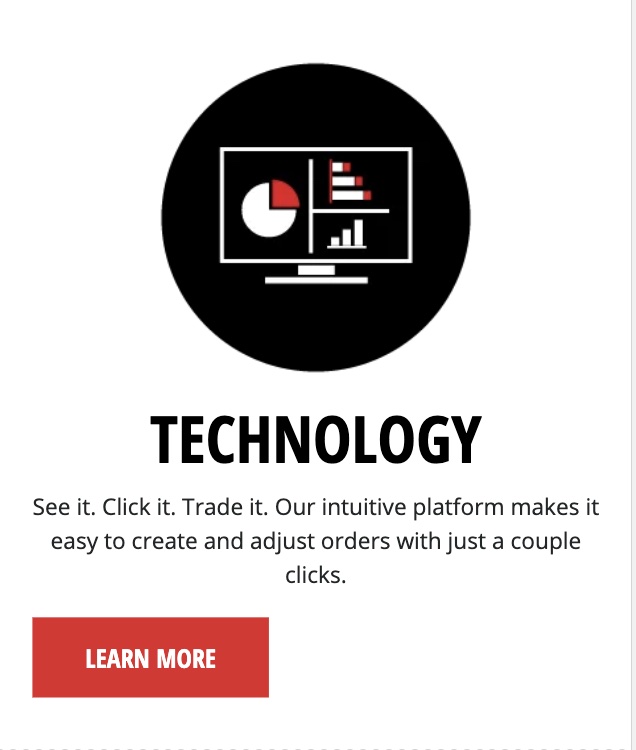 TECHNOLOGY
See it. Click it. Trade it. Our intuitive platform makes it
easy to create and adjust orders with just a couple
clicks.
LEARN MORE